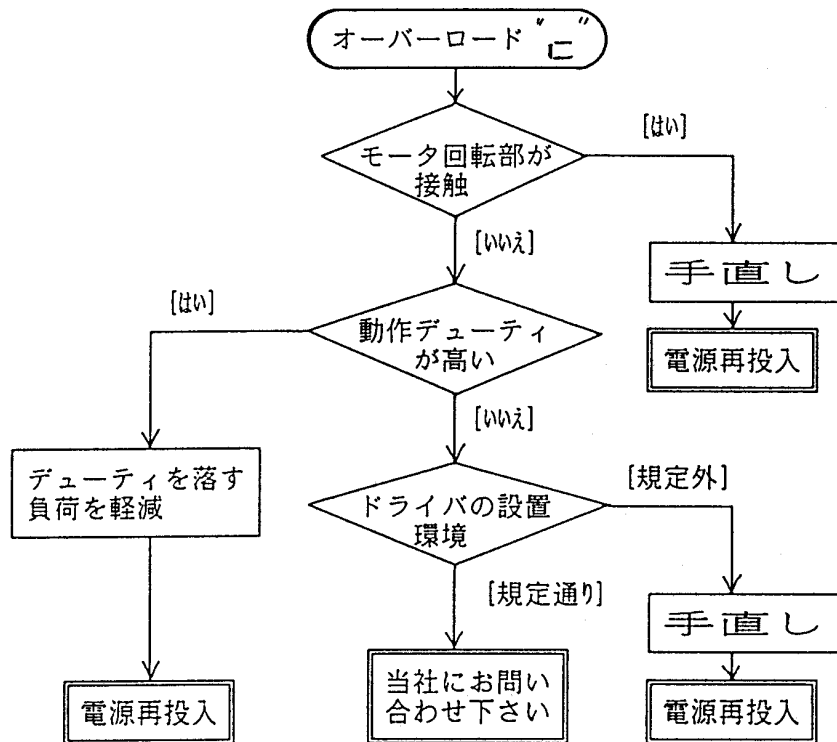 オーバーロード "ㄷ"
モータ回転部が
接触
[はい]
[いいえ]
手直し
電源再投入
動作デューティ
が高い
[はい]
[いいえ]
デューティを落す
負荷を軽減
電源再投入
ドライバの設置
環境
[規定外]
[規定通り]
手直し
電源再投入
当社にお問い
合わせ下さい